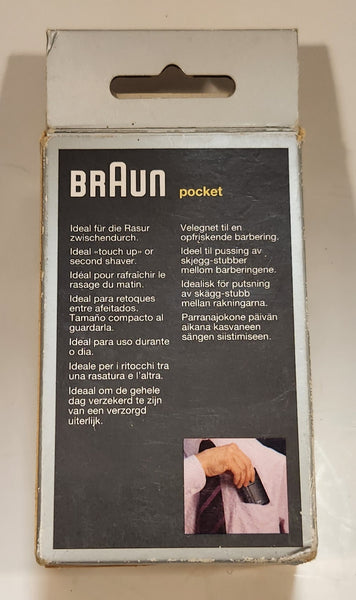 BRAUN pocket
Ideal für die Rasur
zwischendurch.
Ideal «touch up» or
second shaver.
Idéal pour rafraîchir le
rasage du matin.
Ideal para retoques
entre afeitados.
Tamaño compacto al
guardarla.
Ideal para uso durante
o dia.
Ideale per i ritocchi tra
una rasatura e l'altra.
Ideaal om de gehele
dag verzekerd te zijn
van een verzorgd
uiterlijk.
Velegnet til en
opfriskende barbering.
Ideel til pussing av
skjegg-stubber
mellom barberingene.
Idealisk för putsning
av skägg-stubb
mellan rakningarna.
Parranajokone päivän
aikana kasvaneen
sängen siistimiseen.